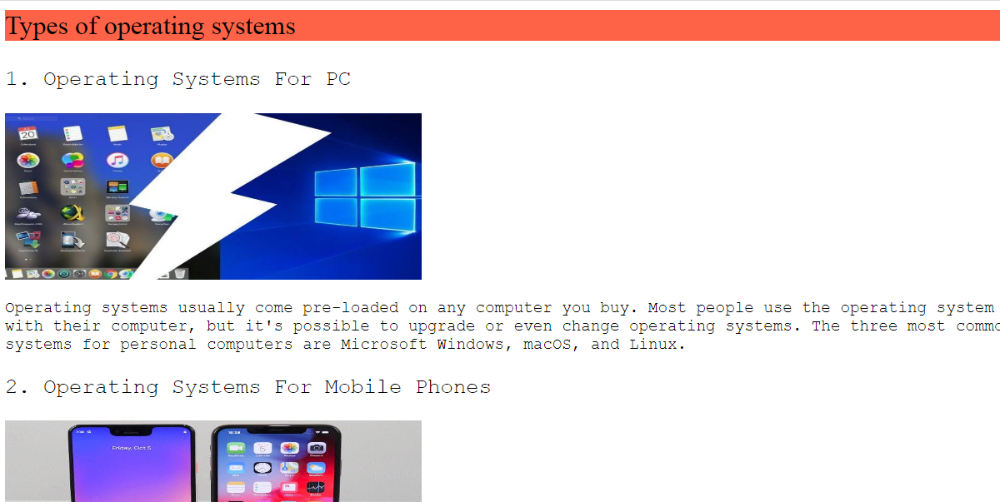 Types of operating systems
1. Operating Systems For PC
20
Operating systems usually come pre-loaded on any computer you buy. Most people use the operating system
with their computer, but it's possible to upgrade or even change operating systems. The three most commo
systems for personal computers are Microsoft Windows, macOS, and Linux.
2. Operating Systems For Mobile Phones
Friday, Oct 5